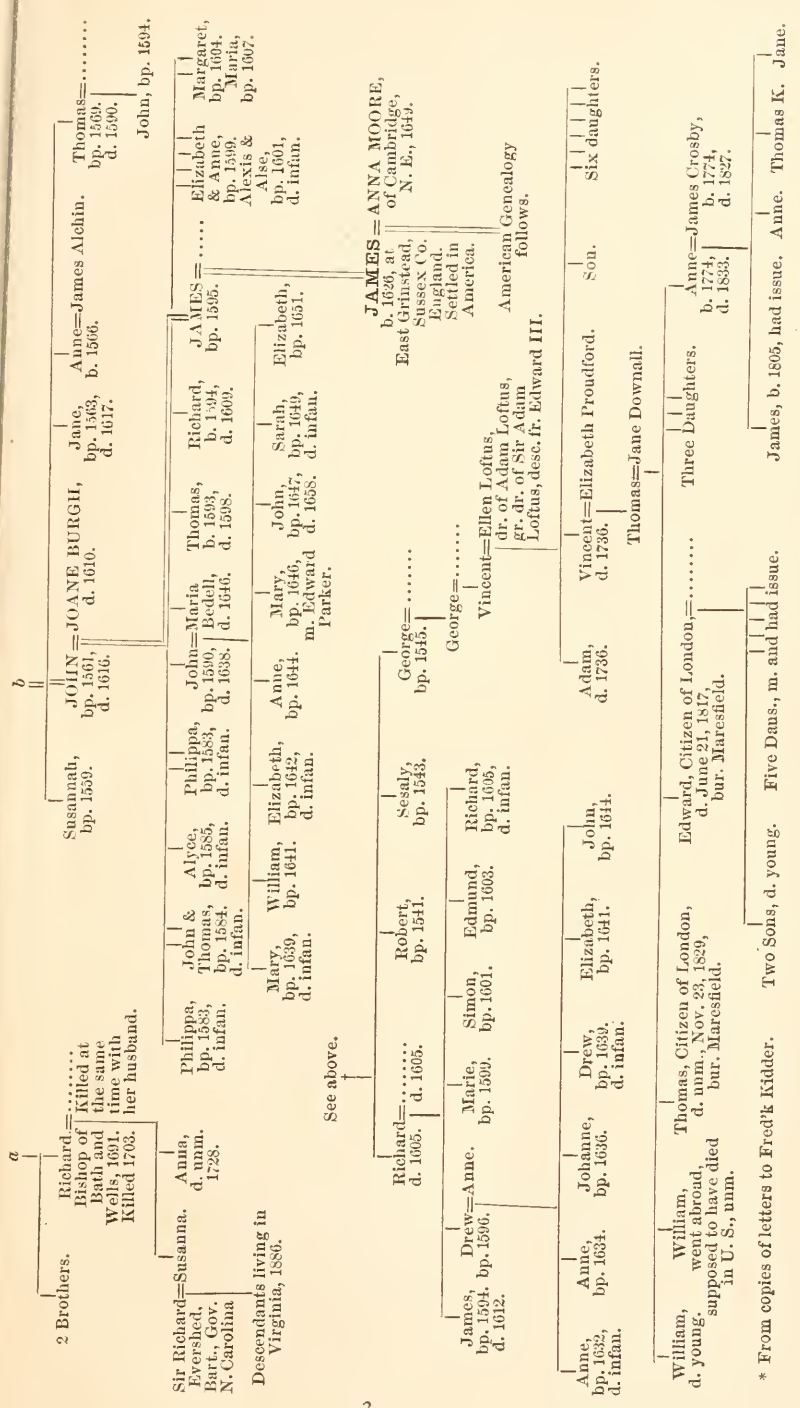 a
b
2 Brothers.
Richard=........
Bishop of
Bath and
Wells, 1691.
Killed 1703.
Killed at
the same
time with
her husband.
Susannah,
bp. 1559.
JOHN=JOANE BURGH,
bp. 1561,
d. 1616.
d. 1610.
Jane,
bp. 1563,
d. 1617.
Anne=James Alchin.
b. 1566.
Thomas=........
bp. 1569.
d. 1590.
John, bp. 1594.
Sir Richard=Susanna.
Evershed,
Bart., Gov.
N. Carolina
Anna,
d. unm.
1728.
Descendants living in
Virginia, 1886.
Philippa,
bp. 1583,
d. infan.
John &
Thomas,
bp. 1584.
d. infan.
Alyce,
bp. 1585,
d. infan.
Philippa,
bp. 1583,
d. infan.
John=Maria
bp. 1590,
d. 1638.
Bedell,
d. 1646.
Thomas,
b. 1593,
d. 1598.
Richard,
b. 1594,
d. 1609.
JAMES=.....
bp. 1595.
Elizabeth
& Anne,
bp. 1599.
Alexis &
Alse,
bp. 1601,
d. infan.
Margaret,
bp. 1604.
Maria,
bp. 1607.
Mary,
bp. 1639,
d. infan.
William,
bp. 1641.
Elizabeth,
bp. 1642,
d. infan.
Anne,
bp. 1644.
Mary,
bp. 1646,
m. Edward
Parker.
John,
bp. 1647,
d. 1658.
Sarah,
bp. 1649,
d. infan.
Elizabeth,
bp. 1651.
JAMES=ANNA MOORE,
b. 1626, at
East Grinstead,
Sussex Co.
England.
Settled in
America.
of Cambridge,
N. E., 1649.
American Genealogy
follows.
See above.
Richard=........
d. 1605.
d. 1605.
Robert,
bp. 1541.
Sesaly,
bp. 1543.
George=........
bp. 1545.
George=........
Vincent=Ellen Loftus,
dr. of Adam Loftus,
gr. dr. of Sir Adam
Loftus, desc. fr. Edward III.
James,
bp. 1594.
d. 1612.
Drew=Anne.
bp. 1596.
Marie,
bp. 1599.
Simon,
bp. 1601.
Edmund,
bp. 1603.
Richard,
bp. 1605,
d. infan.
Anne,
bp. 1632,
d. infan.
Anne,
bp. 1634.
Johanne,
bp. 1636.
Drew,
bp. 1639.
d. infan.
Elizabeth,
bp. 1641.
John,
bp. 1644.
Adam,
d. 1736.
Vincent=Elizabeth Proudford.
d. 1736.
Son.
Six daughters.
Thomas=Jane Downall.
William,
d. young.
William,
went abroad,
supposed to have died
in U. S., unm.
Thomas, Citizen of London,
d. unm., Nov. 23, 1829,
bur. Maresfield.
Edward, Citizen of London,=........
d. June 21, 1817,
bur. Maresfield.
Three Daughters.
Anne=James Crosby,
b. 1774,
d. 1833.
b. 1774,
d. 1827.
Two Sons, d. young.
Five Daus., m. and had issue.
James, b. 1805, had issue.
Anne.
Thomas K.
Jane.
* From copies of letters to Fred'k Kidder.